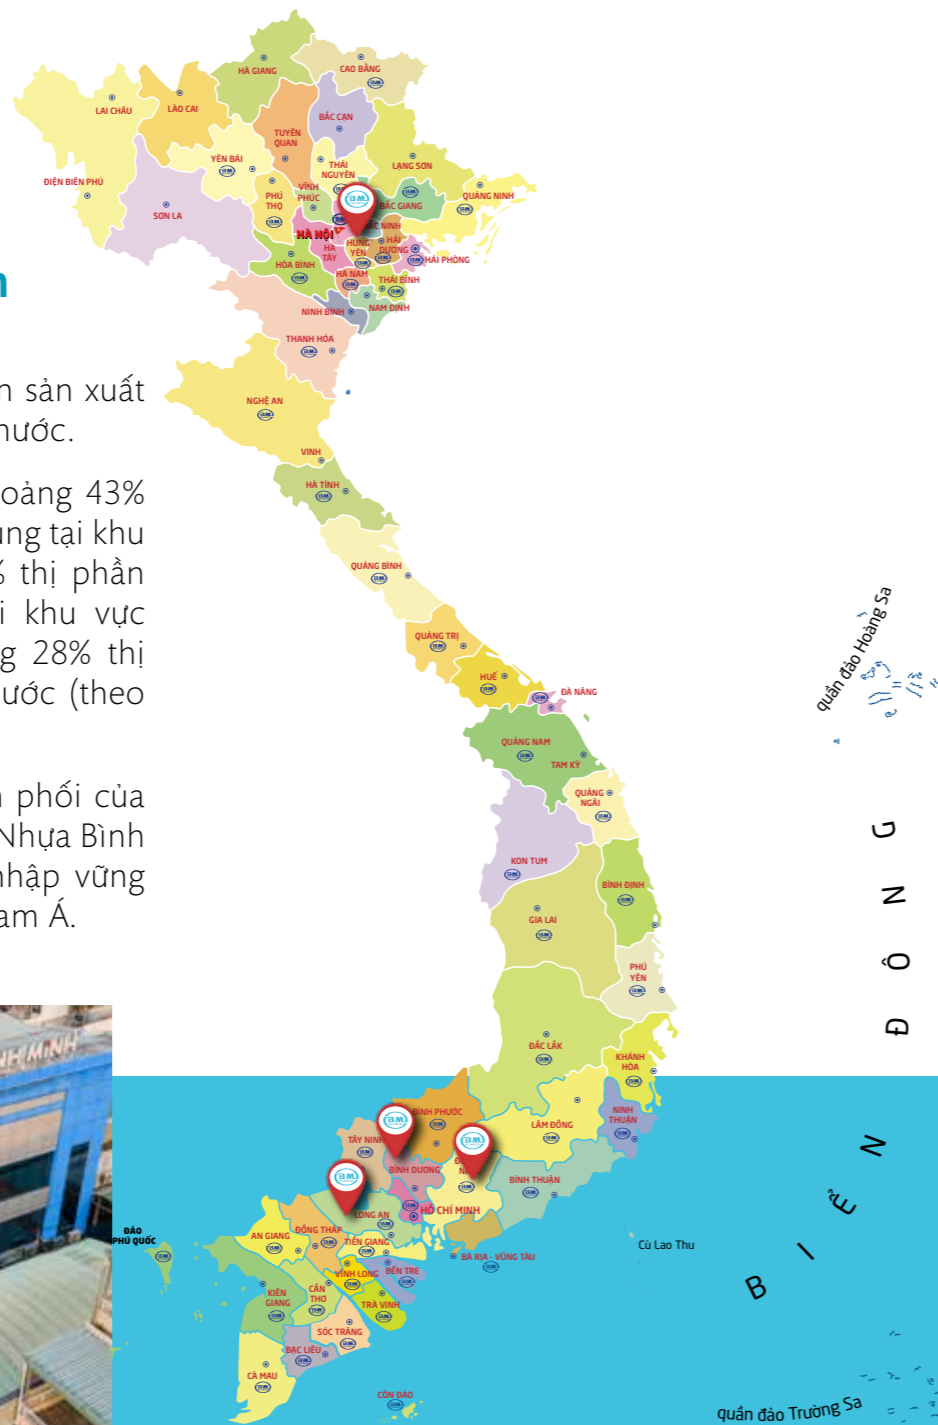 n sản xuất
nước.
oảng 43%
ùng tại khu
% thị phần
i khu vực
g 28% thị
ước (theo
n phối của
Nhựa Bình
nhập vững
am Á.
NH MINH
HÀ GIANG
CAO BẰNG
LAI CHÂU
LÀO CAI
BẮC CẠN
TUYÊN
QUAN
YÊN BÁI
THÁI
NGUYÊN
LẠNG SƠN
ĐIỆN BIÊN PHỦ
SƠN LA
PHÚ
THỌ
VĨNH
PHÚC
BẮC GIANG
QUẢNG NINH
HÀ NỘI
HÀ
TÂY
HƯNG
YÊN
HẢI
DƯƠNG
HẢI PHÒNG
HÒA BÌNH
HÀ NAM
THÁI BÌNH
NINH BÌNH
NAM ĐỊNH
THANH HÓA
NGHỆ AN
VINH
HÀ TĨNH
QUẢNG BÌNH
QUẢNG TRỊ
HUẾ
ĐÀ NẴNG
QUẢNG NAM
TAM KỲ
QUẢNG
NGÃI
KON TUM
BÌNH ĐỊNH
GIA LAI
PHÚ
YÊN
ĐẮC LẮK
KHÁNH
HÒA
BÌNH PHƯỚC
LÂM ĐỒNG
NINH
THUẬN
TÂY NINH
BÌNH DƯƠNG
BÌNH THUẬN
HỒ CHÍ MINH
LONG AN
ĐỒNG THÁP
AN GIANG
TIỀN GIANG
BÀ RỊA - VŨNG TÀU
ĐẢO
PHÚ QUỐC
VĨNH LONG
BẾN TRE
KIÊN
GIANG
CẦN
THƠ
TRÀ VINH
SÓC TRĂNG
BẠC LIÊU
CÀ MAU
CÔN ĐẢO
Cù Lao Thu
quần đảo Hoàng Sa
BIỂN
ĐÔNG
quần đảo Trường Sa